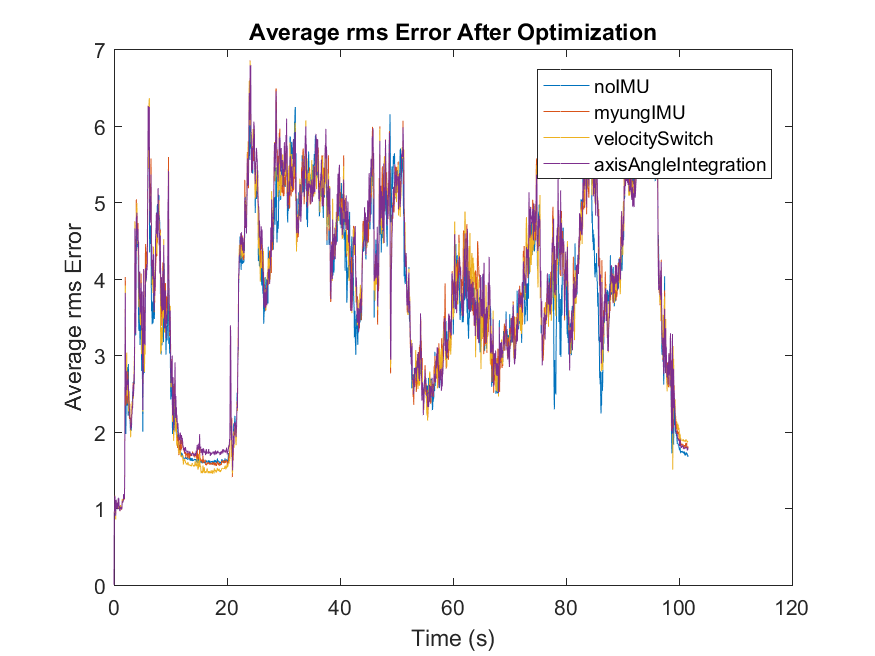 Average rms Error After Optimization
7
6
5
4
3
2
1
0
Average rms Error
noIMU
myungIMU
velocitySwitch
axisAngleIntegration
0 20 40 60 80 100 120
Time (s)